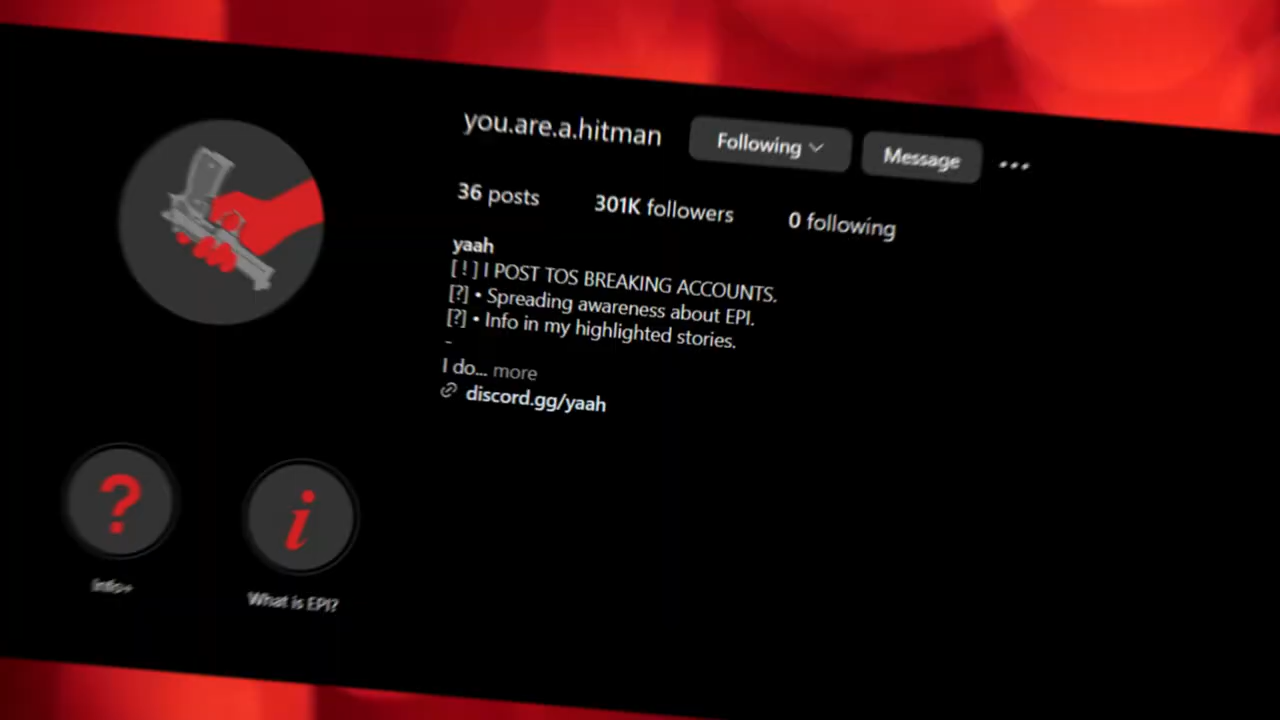 you.are.a.hitman Following Message
36 posts 301K followers 0 following
yaah
[ ! ] I POST TOS BREAKING ACCOUNTS.
[?] • Spreading awareness about EPI.
[?] • Info in my highlighted stories.
-
I do... more
discord.gg/yaah
?
i
Info+
What is EPI?